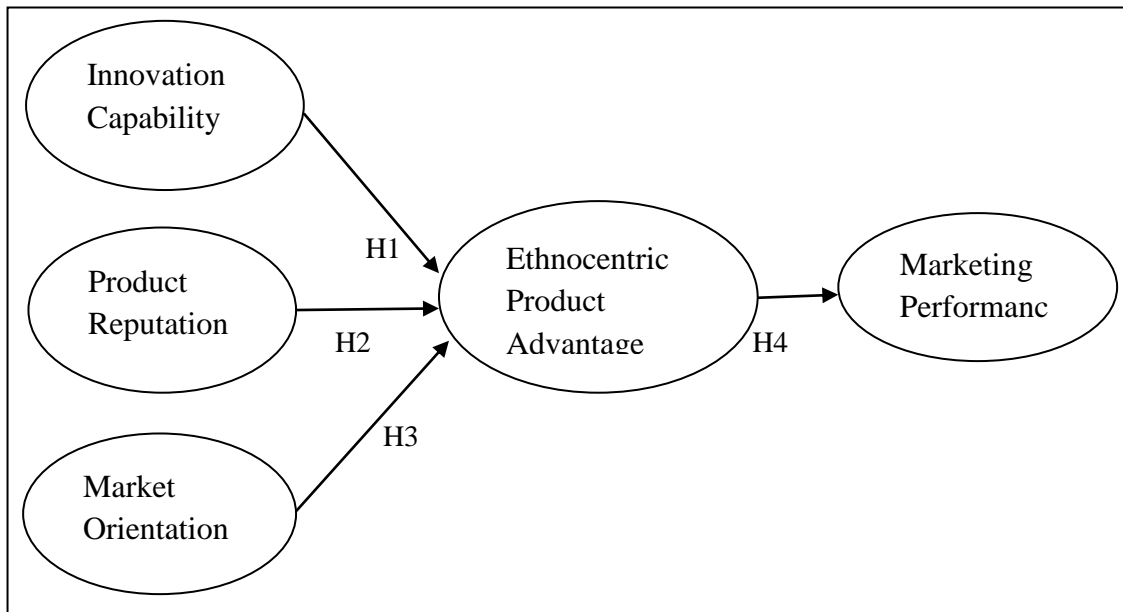 Innovation
Capability
H1
Product
Reputation
H2
Market
Orientation
H3
Ethnocentric
Product
Advantage
H4
Marketing
Performanc